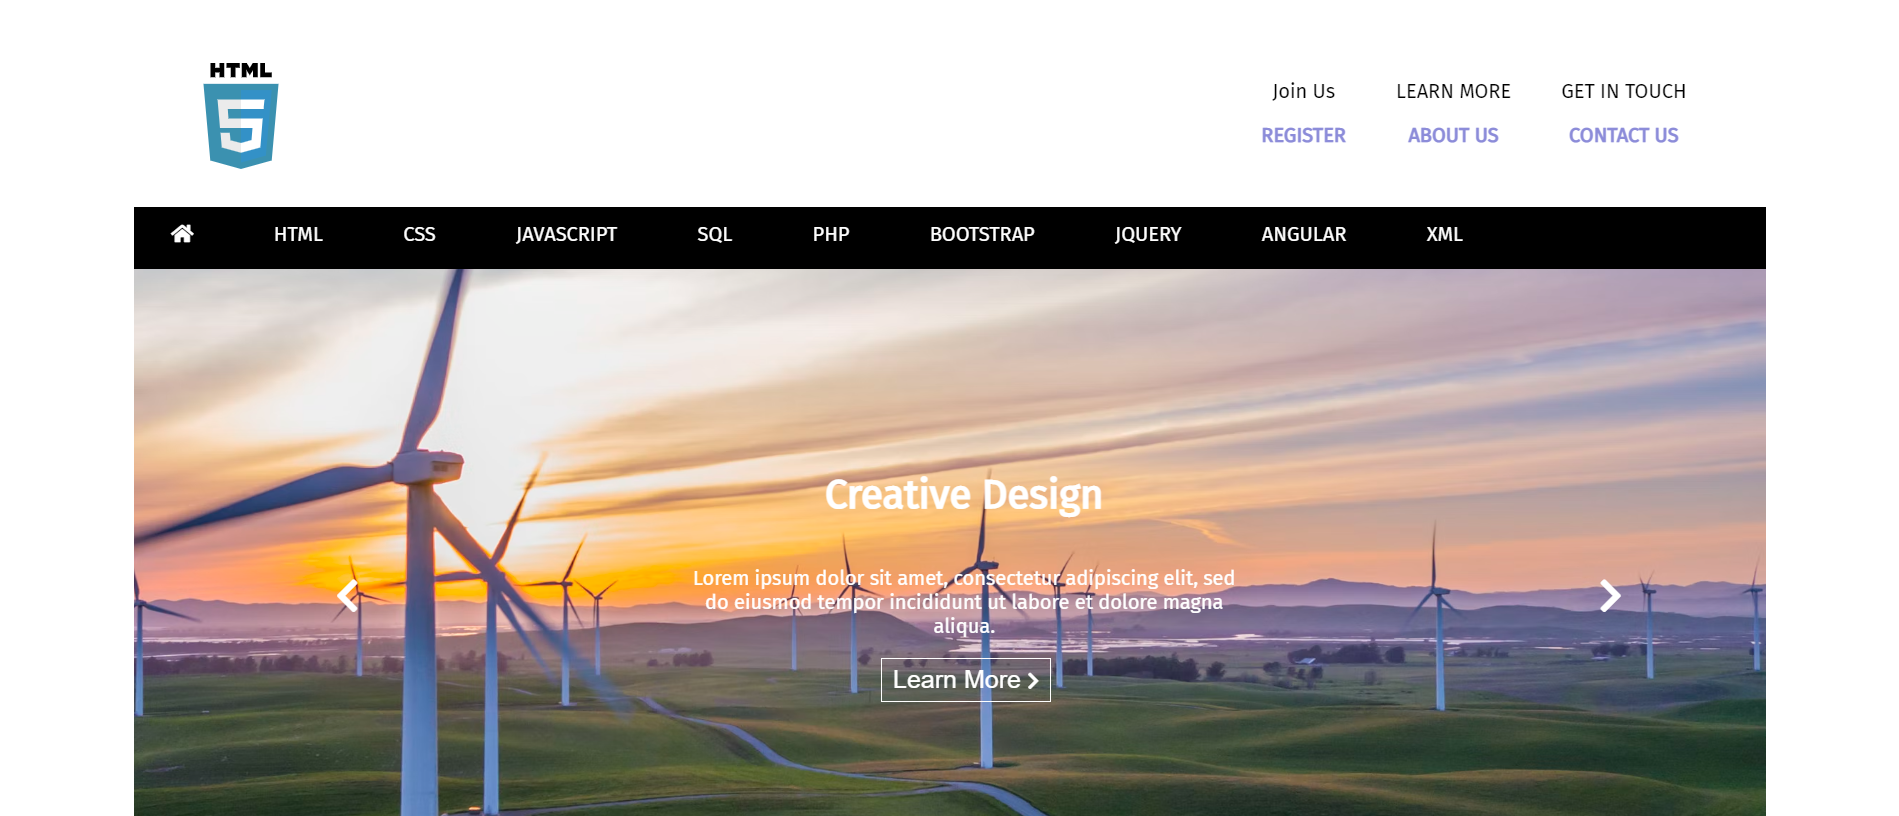 HTML
5
Join Us LEARN MORE GET IN TOUCH
REGISTER ABOUT US CONTACT US
HTML CSS JAVASCRIPT SQL PHP BOOTSTRAP JQUERY ANGULAR XML
Creative Design
Lorem ipsum dolor sit amet, consectetur adipiscing elit, sed
do eiusmod tempor incididunt ut labore et dolore magna
aliqua.
Learn More